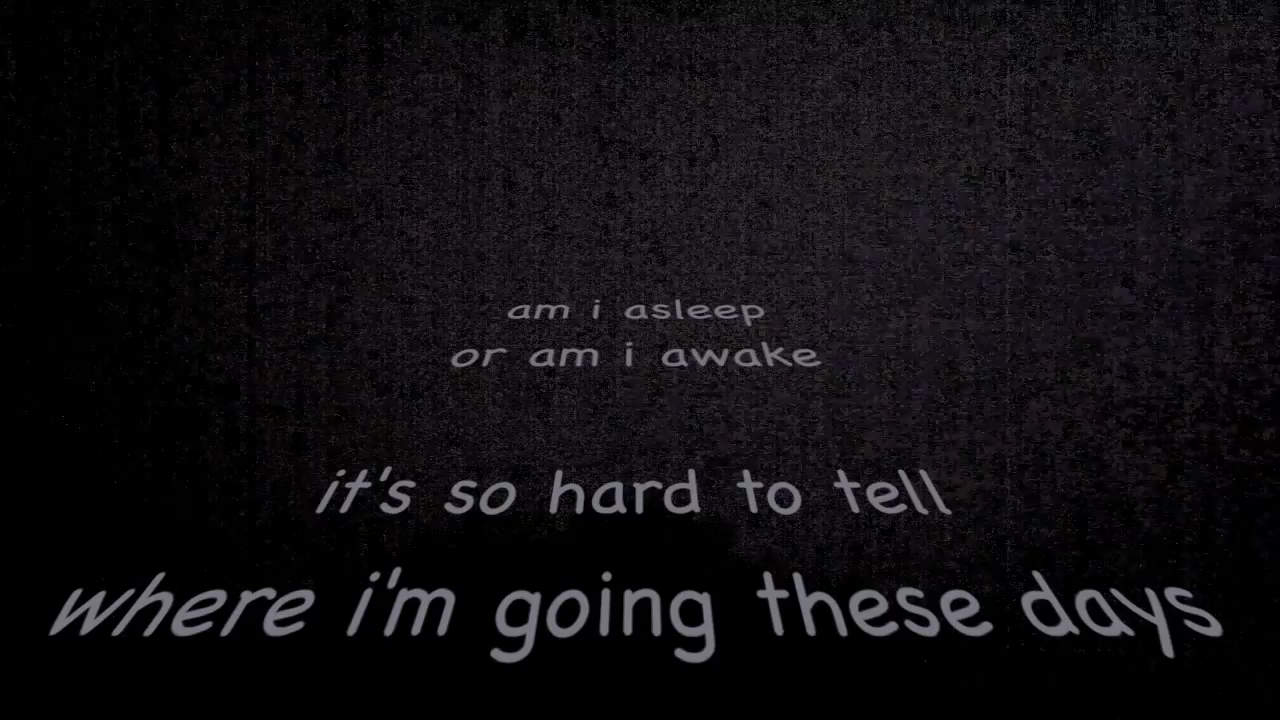 am i asleep
or am i awake
it's so hard to tell
where i'm going these days